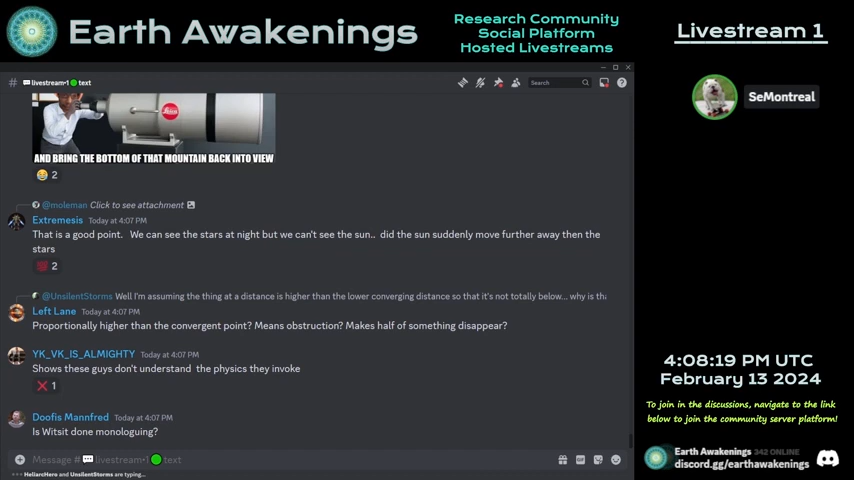 Earth Awakenings
Research Community
Social Platform
Hosted Livestreams
Livestream 1
# livestream-1 text
Search
AND BRING THE BOTTOM OF THAT MOUNTAIN BACK INTO VIEW
2
@moleman Click to see attachment
Extremesis Today at 4:07 PM
That is a good point. We can see the stars at night but we can't see the sun.. did the sun suddenly move further away then the
stars
2
@UnsilentStorms Well I'm assuming the thing at a distance is higher than the lower converging distance so that it's not totally below... why is tha
Left Lane Today at 4:07 PM
Proportionally higher than the convergent point? Means obstruction? Makes half of something disappear?
YK_VK_IS_ALMIGHTY Today at 4:07 PM
Shows these guys don't understand the physics they invoke
1
Doofis Mannfred Today at 4:07 PM
Is Witsit done monologuing?
Message # livestream-1 text
HeliarcHero and UnsilentStorms are typing...
SeMontreal
4:08:19 PM UTC
February 13 2024
To join in the discussions, navigate to the link
below to join the community server platform!
Earth Awakenings 342 ONLINE
discord.gg/earthawakenings